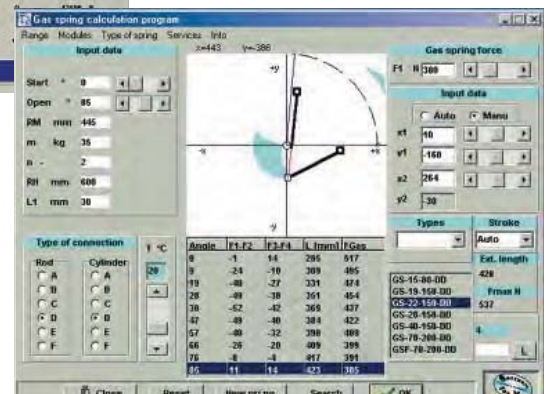 Gas spring calculation program
Range Modules Type of spring Services Info
Input data
Start ° 0
Open ° 85
RM mm 445
m kg 35
n - 2
RH mm 600
L1 mm 30
x=443 y=-386
+y
-x
+x
-y
Gas spring force
F1 N 300
Input data
Auto Manu
x1 10
y1 -160
x2 264
y2 -30
Types
Stroke
Auto
Ext. length
420
Fmax N
537
GS-15-80-DD
GS-19-150-DD
GS-22-150-DD
GS-28-150-DD
GS-40-150-DD
GS-70-200-DD
GSF-70-200-DD
4
L
Type of connection
Rod Cylinder
A A
B B
C C
D D
E E
F F
T °C
20
Angle F1-F2 F3-F4 L [mm] FGas
0 -1 14 295 517
9 -24 -10 309 495
19 -40 -27 331 474
28 -49 -38 351 454
38 -52 -42 369 437
47 -49 -40 384 422
57 -40 -32 398 409
66 -26 -20 409 399
76 -8 -4 417 391
85 11 14 423 385
Close Reset New spring Search OK